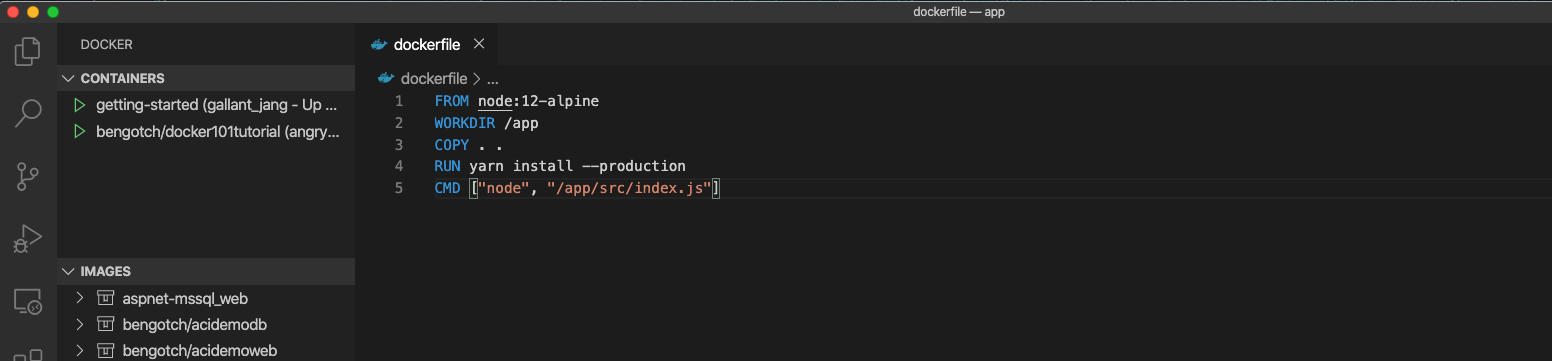 dockerfile — app
DOCKER
CONTAINERS
getting-started (gallant_jang - Up ...
bengotch/docker101tutorial (angry...
IMAGES
aspnet-mssql_web
bengotch/acidemodb
bengotch/acidemoweb
dockerfile
dockerfile > ...
1 FROM node:12-alpine
2 WORKDIR /app
3 COPY . .
4 RUN yarn install --production
5 CMD ["node", "/app/src/index.js"]